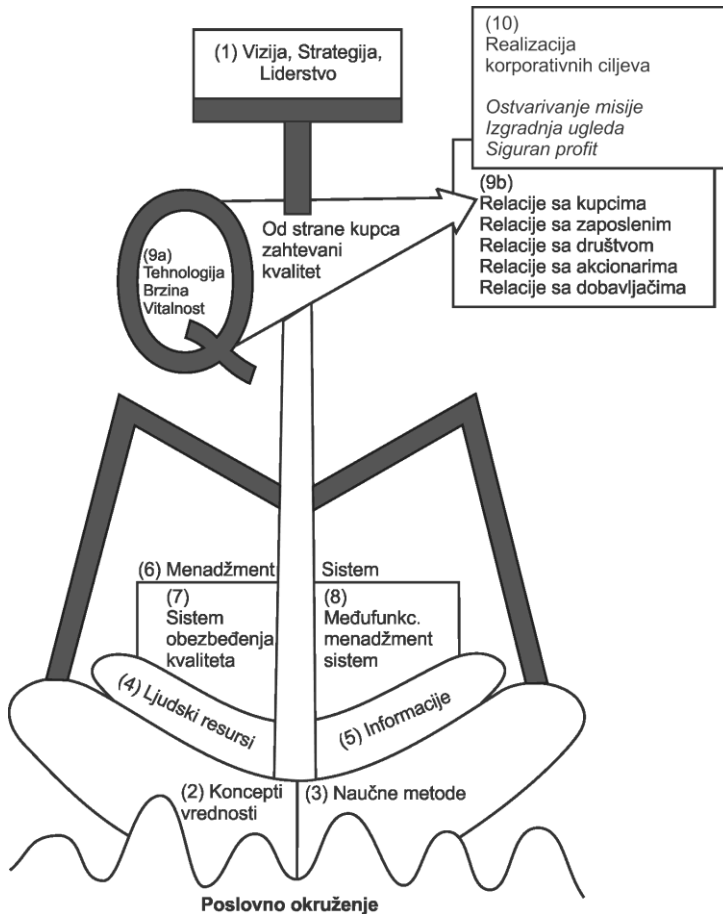 (1) Vizija, Strategija,
Liderstvo
(10)
Realizacija
korporativnih ciljeva
Ostvarivanje misije
Izgradnja ugleda
Siguran profit
(9b)
Relacije sa kupcima
Relacije sa zaposlenim
Relacije sa društvom
Relacije sa akcionarima
Relacije sa dobavljačima
Q
(9a)
Tehnologija
Brzina
Vitalnost
Od strane kupca
zahtevani
kvalitet
(6) Menadžment Sistem
(7)
Sistem
obezbeđenja
kvaliteta
(8)
Međufunkc.
menadžment
sistem
(4) Ljudski resursi
(5) Informacije
(2) Koncepti
vrednosti
(3) Naučne metode
Poslovno okruženje